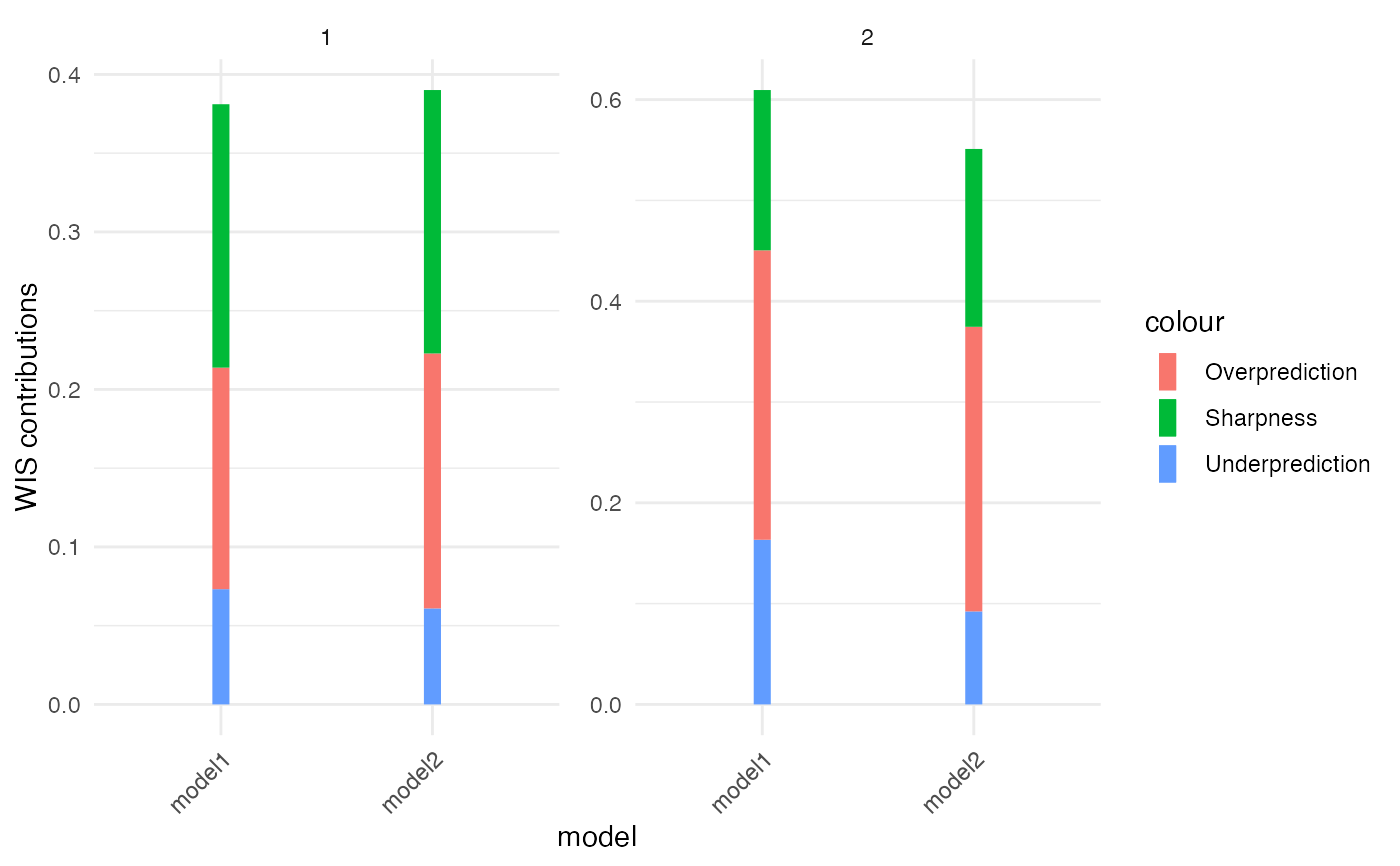 1
2
0.4
0.3
0.2
0.1
0.0
0.6
0.4
0.2
0.0
WIS contributions
model1
model2
model1
model2
model
colour
Overprediction
Sharpness
Underprediction